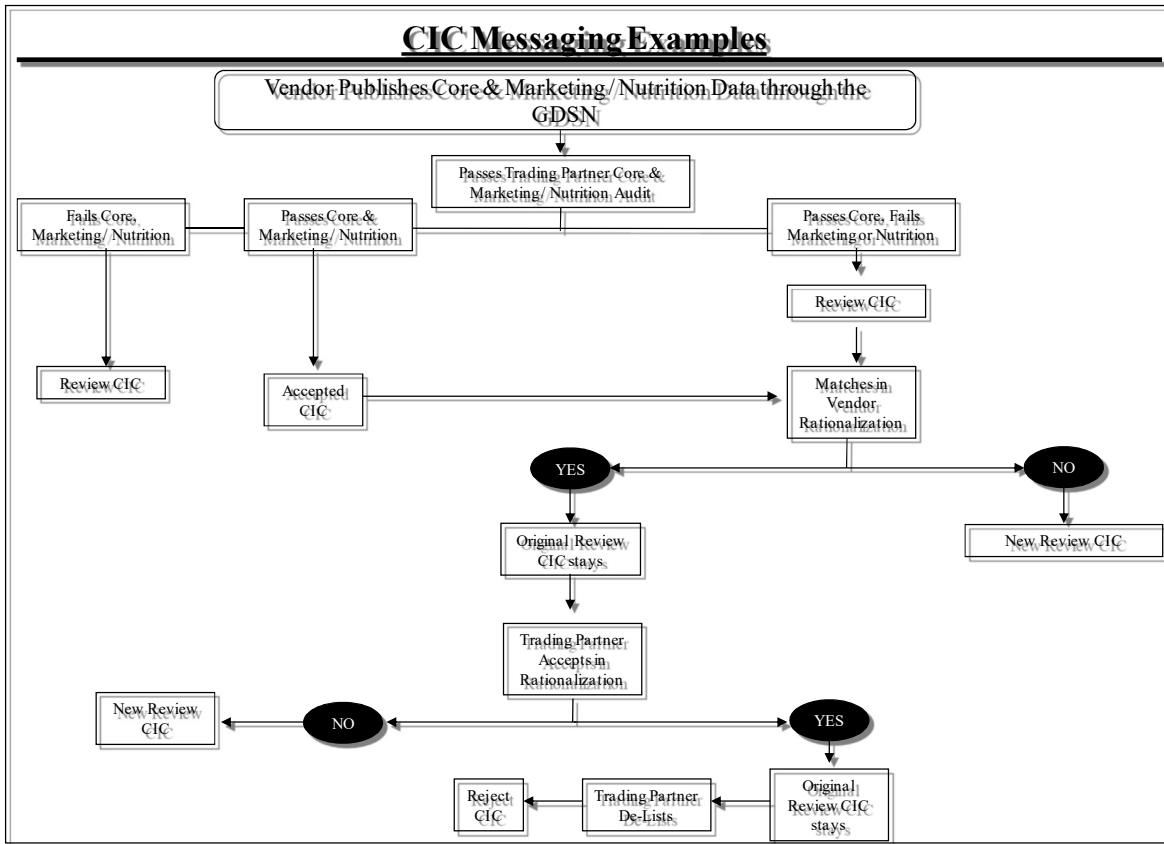 CIC Messaging Examples
Vendor Publishes Core & Marketing / Nutrition Data through the
GDSN
Passes Trading Partner Core &
Marketing / Nutrition Audit
Fails Core,
Marketing / Nutrition
Passes Core &
Marketing / Nutrition
Passes Core, Fails
Marketing or Nutrition
Review CIC
Review CIC
Accepted
CIC
Matches in
Vendor
Rationalization
YES
NO
Original Review
CIC stays
New Review CIC
Trading Partner
Accepts in
Rationalization
New Review
CIC
NO
YES
Reject
CIC
Trading Partner
De-Lists
Original
Review CIC
stays